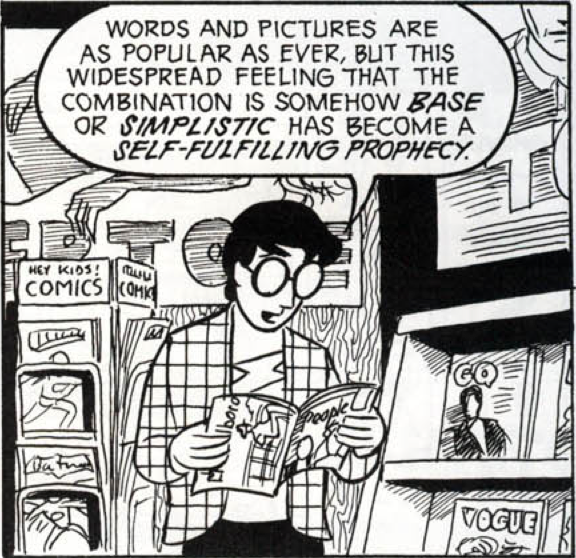 WORDS AND PICTURES ARE
AS POPULAR AS EVER, BUT THIS
WIDESPREAD FEELING THAT THE
COMBINATION IS SOMEHOW BASE
OR SIMPLISTIC HAS BECOME A
SELF-FULFILLING PROPHECY.
HEY KIDS!
COMICS
People
GQ
VOGUE